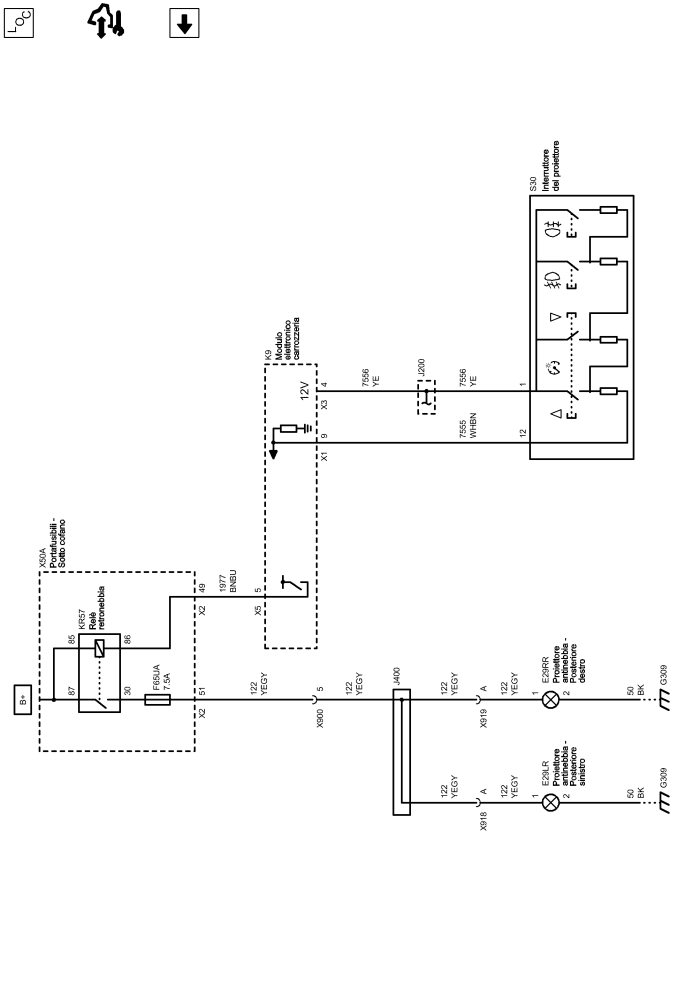 LOC
B+
X50A
Portafusibili -
Sotto cofano
KR57
Relè
retronebbia
87
85
30
86
F65UA
7.5A
51
X2
49
X2
122
YEGY
1977
BNBU
5
X900
5
X5
K9
Modulo
elettronico
carrozzeria
12V
9
X1
4
X3
7556
YE
J200
7556
YE
7555
WHBN
1
12
S30
Interruttore
del proiettore
122
YEGY
J400
122
YEGY
122
YEGY
A
X918
A
X919
122
YEGY
122
YEGY
1
1
E29LR
Proiettore
antinebbia -
Posteriore
sinistro
2
E29RR
Proiettore
antinebbia -
Posteriore
destro
2
50
BK
50
BK
G309
G309